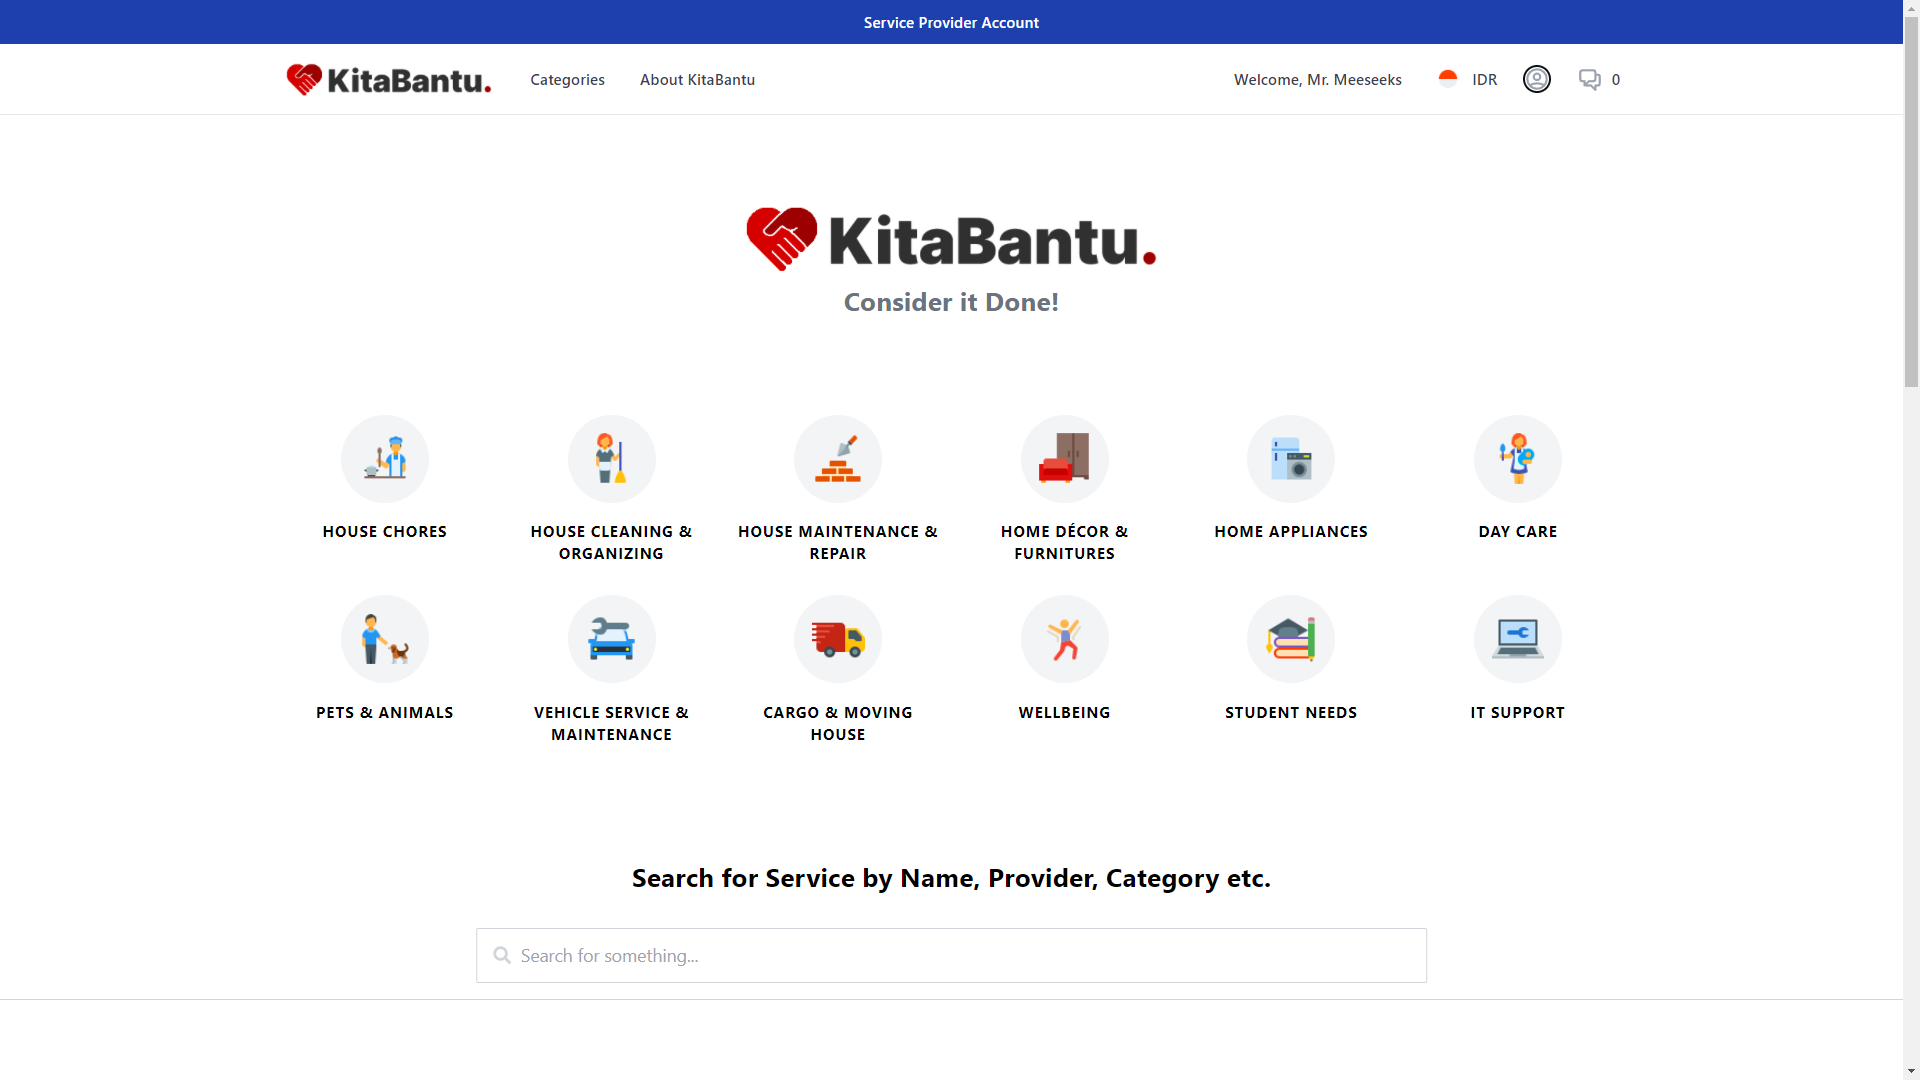 Service Provider Account
KitaBantu.
Categories
About KitaBantu
Welcome, Mr. Meeseeks
IDR
0
KitaBantu.
Consider it Done!
HOUSE CHORES
HOUSE CLEANING &
ORGANIZING
HOUSE MAINTENANCE &
REPAIR
HOME DÉCOR &
FURNITURES
HOME APPLIANCES
DAY CARE
PETS & ANIMALS
VEHICLE SERVICE &
MAINTENANCE
CARGO & MOVING
HOUSE
WELLBEING
STUDENT NEEDS
IT SUPPORT
Search for Service by Name, Provider, Category etc.
Search for something...